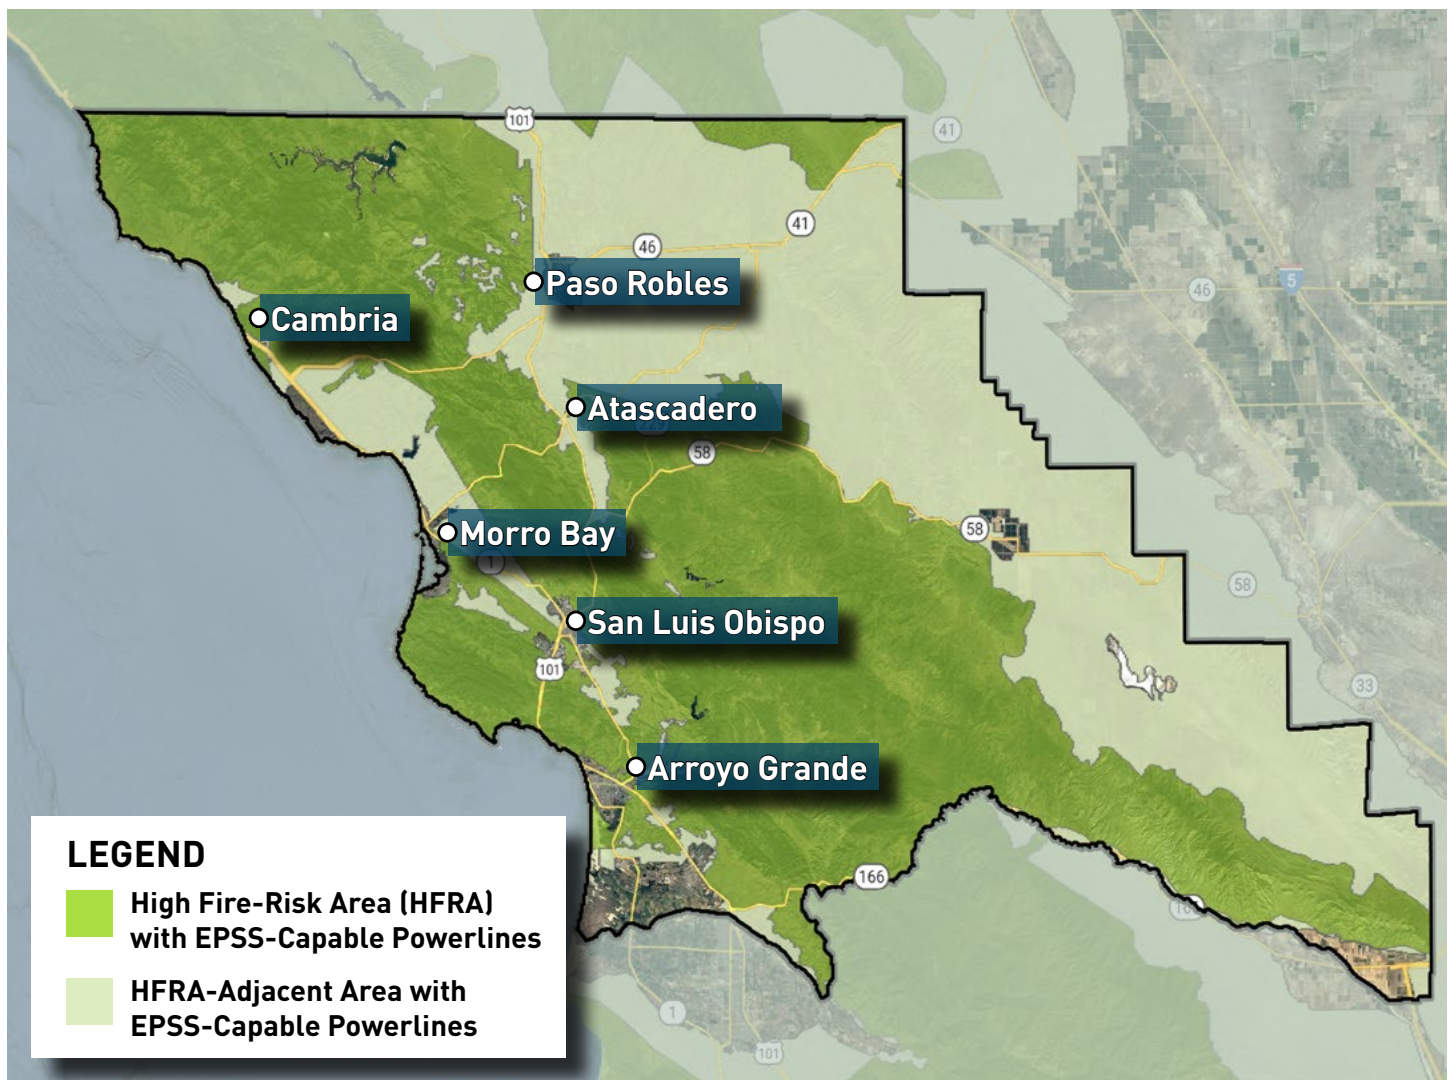 101
41
41
46
46
5
Paso Robles
Cambria
Atascadero
58
58
Morro Bay
1
58
San Luis Obispo
101
33
Arroyo Grande
166
LEGEND
High Fire-Risk Area (HFRA)
with EPSS-Capable Powerlines
HFRA-Adjacent Area with
EPSS-Capable Powerlines
1
101